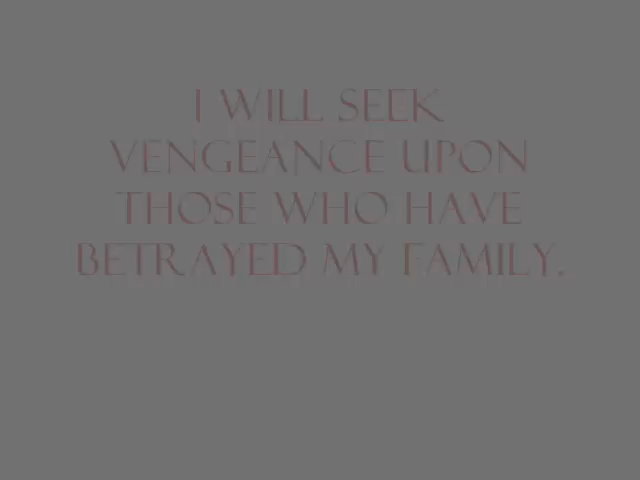 I WILL SEEK
VENGEANCE UPON
THOSE WHO HAVE
BETRAYED MY FAMILY.